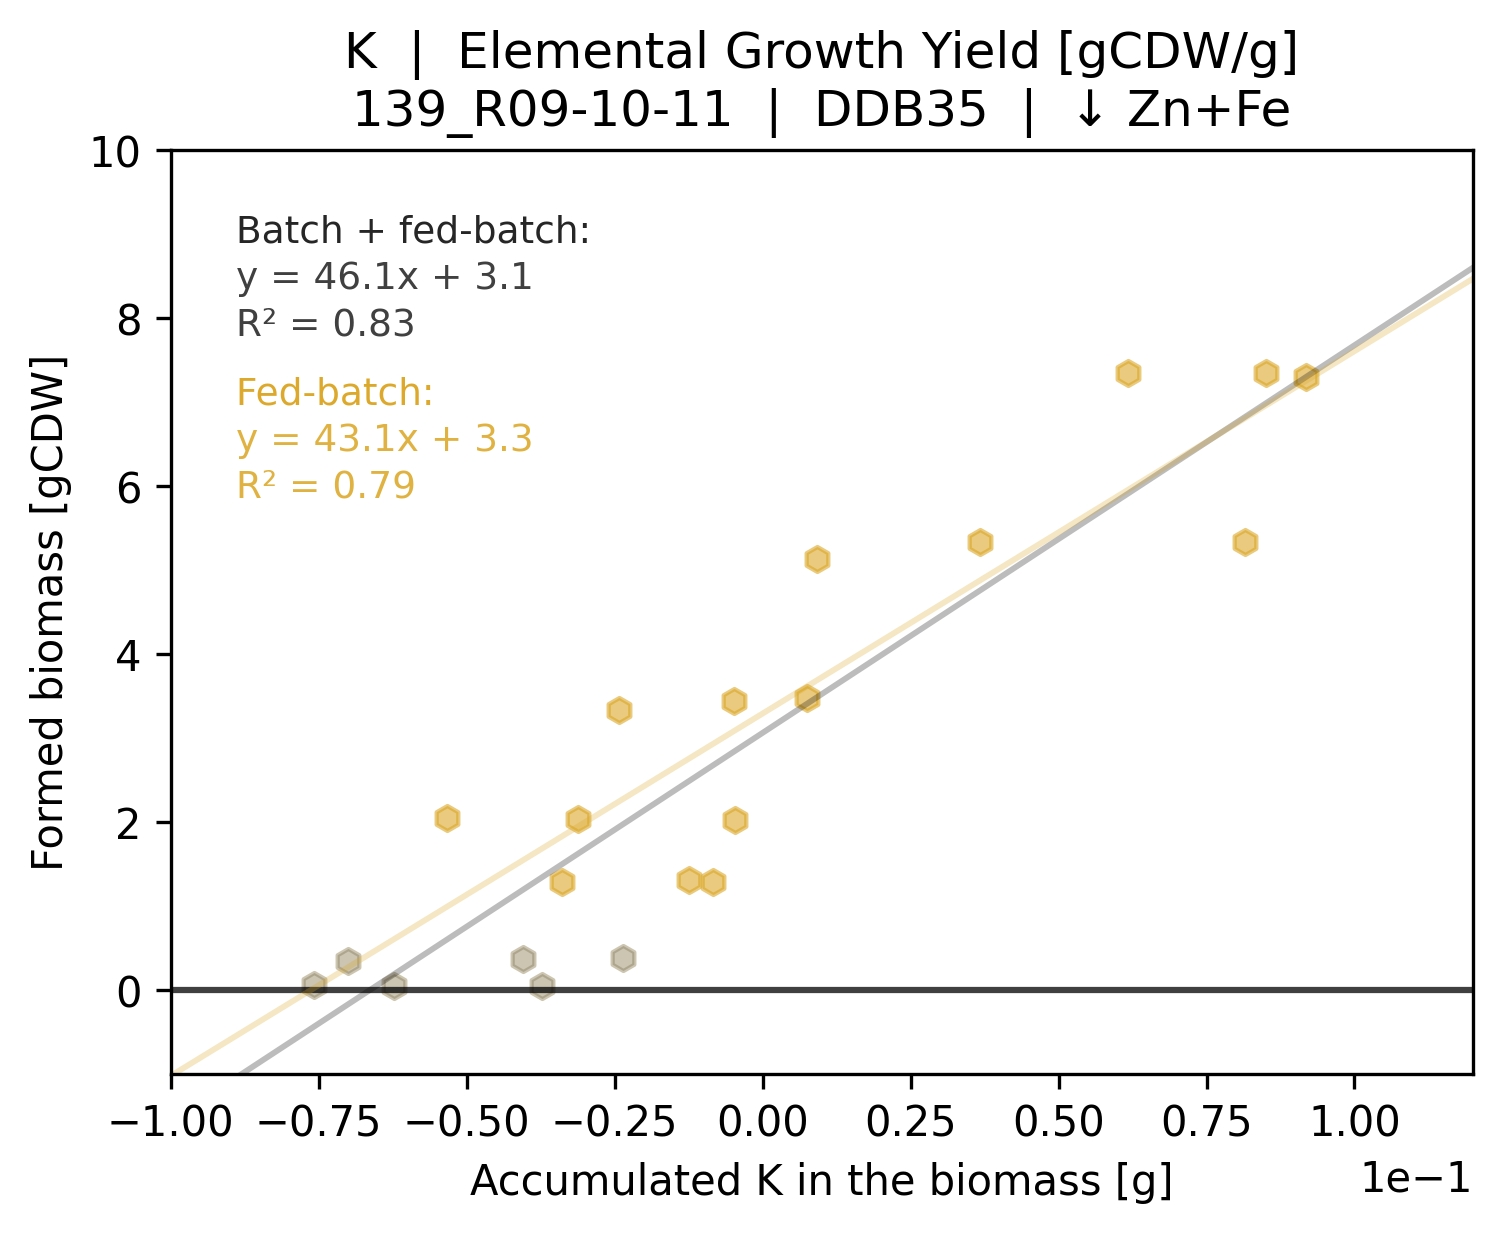 K | Elemental Growth Yield [gCDW/g]
139_R09-10-11 | DDB35 | ↓ Zn+Fe
10
8
6
4
2
0
Formed biomass [gCDW]
Batch + fed-batch:
y = 46.1x + 3.1
R² = 0.83
Fed-batch:
y = 43.1x + 3.3
R² = 0.79
−1.00 −0.75 −0.50 −0.25 0.00 0.25 0.50 0.75 1.00
Accumulated K in the biomass [g]
1e−1